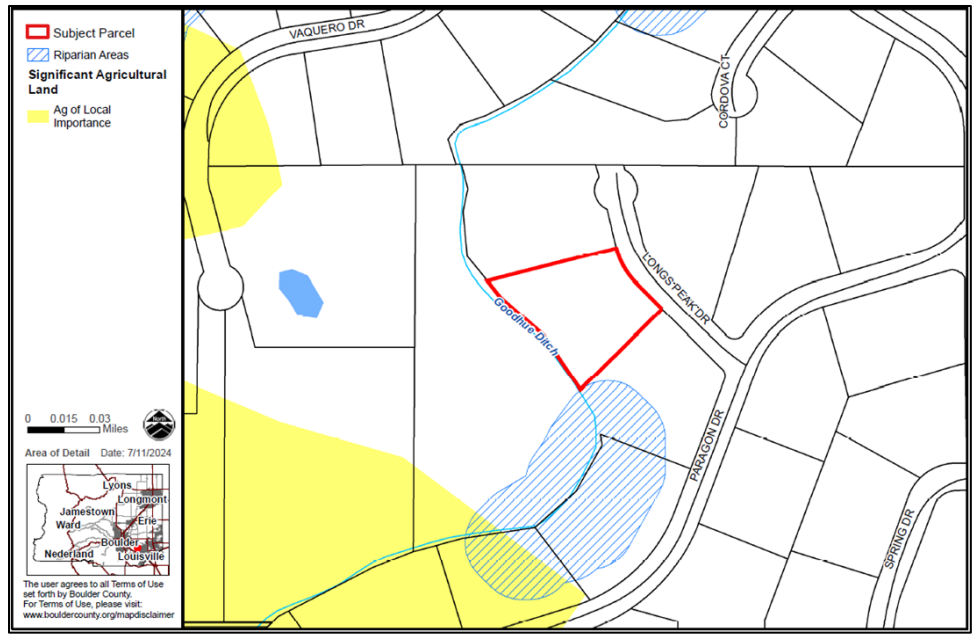 Subject Parcel
Riparian Areas
Significant Agricultural
Land
Ag of Local
Importance
0 0.015 0.03
Miles
Area of Detail Date: 7/11/2024
Lyons
Longmont
Jamestown
Ward
Erie
Boulder
Nederland
Louisville
The user agrees to all Terms of Use
set forth by Boulder County.
For Terms of Use, please visit:
www.bouldercounty.org/mapdisclaimer
VAQUERO DR
CORDOVA CT
LONGS PEAK DR
Goodhue Ditch
PARAGON DR
SPRING DR